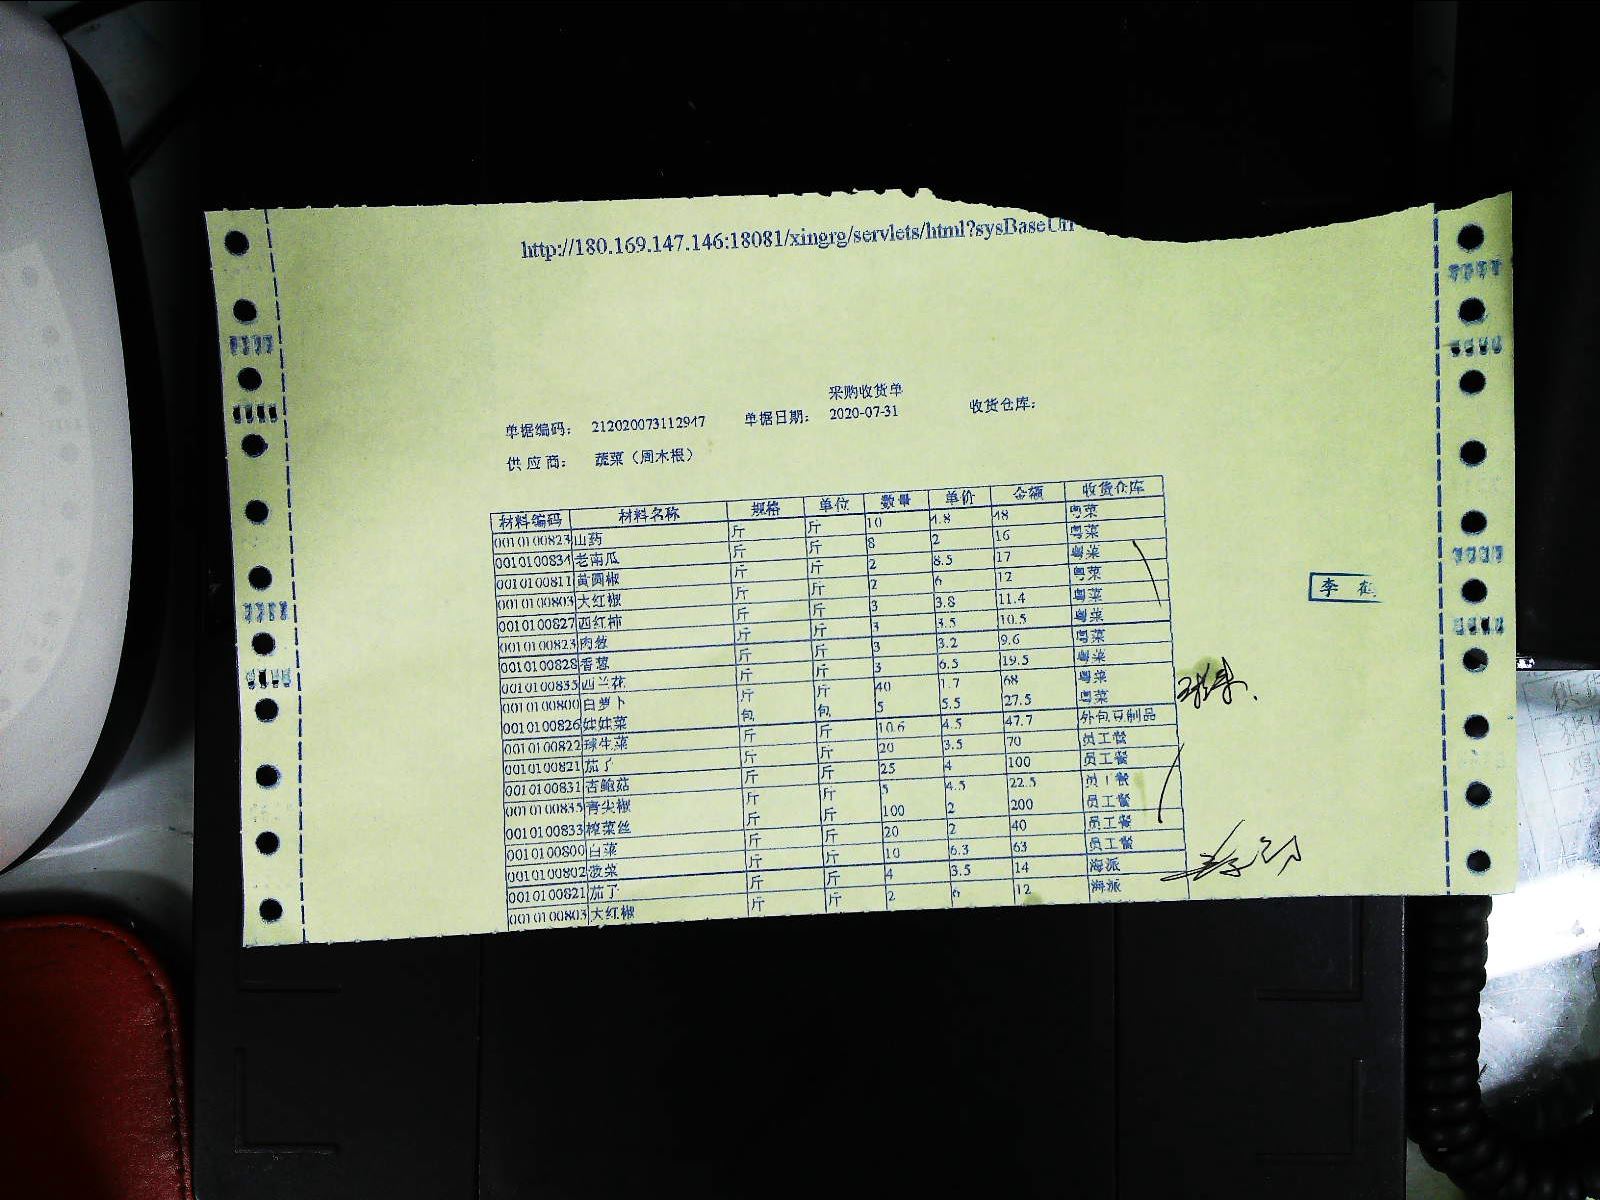 http://180.169.147.146:18081/xingrg/servlets/html?sysBaseUrl
采购收货单
单据编码： 212020073112947 单据日期： 2020-07-31 收货仓库：
供 应 商： 蔬菜（周木根）
材料编码 材料名称 规格 单位 数量 单价 金额 收货仓库
0010100823 山药 斤 斤 10 4.8 48 粤菜
0010100834 老南瓜 斤 斤 8 2 16 粤菜
0010100811 黄圆椒 斤 斤 2 8.5 17 粤菜
0010100803 大红椒 斤 斤 2 6 12 粤菜
0010100827 西红柿 斤 斤 3 3.8 11.4 粤菜
0010100823 肉葱 斤 斤 3 3.5 10.5 粤菜
0010100828 香葱 斤 斤 3 3.2 9.6 粤菜
0010100835 西兰花 斤 斤 3 6.5 19.5 粤菜
0010100800 白萝卜 斤 斤 40 1.7 68 粤菜
0010100826 娃娃菜 包 包 5 5.5 27.5 粤菜
0010100822 球生菜 斤 斤 10.6 4.5 47.7 外包豆制品
0010100821 茄子 斤 斤 20 3.5 70 员工餐
0010100831 杏鲍菇 斤 斤 25 4 100 员工餐
0010100835 青尖椒 斤 斤 5 4.5 22.5 员工餐
0010100833 榨菜丝 斤 斤 100 2 200 员工餐
0010100800 白菜 斤 斤 20 2 40 员工餐
0010100802 菠菜 斤 斤 10 6.3 63 员工餐
0010100821 茄子 斤 斤 4 3.5 14 海派
0010100803 大红椒 斤 斤 2 6 12 海派
李